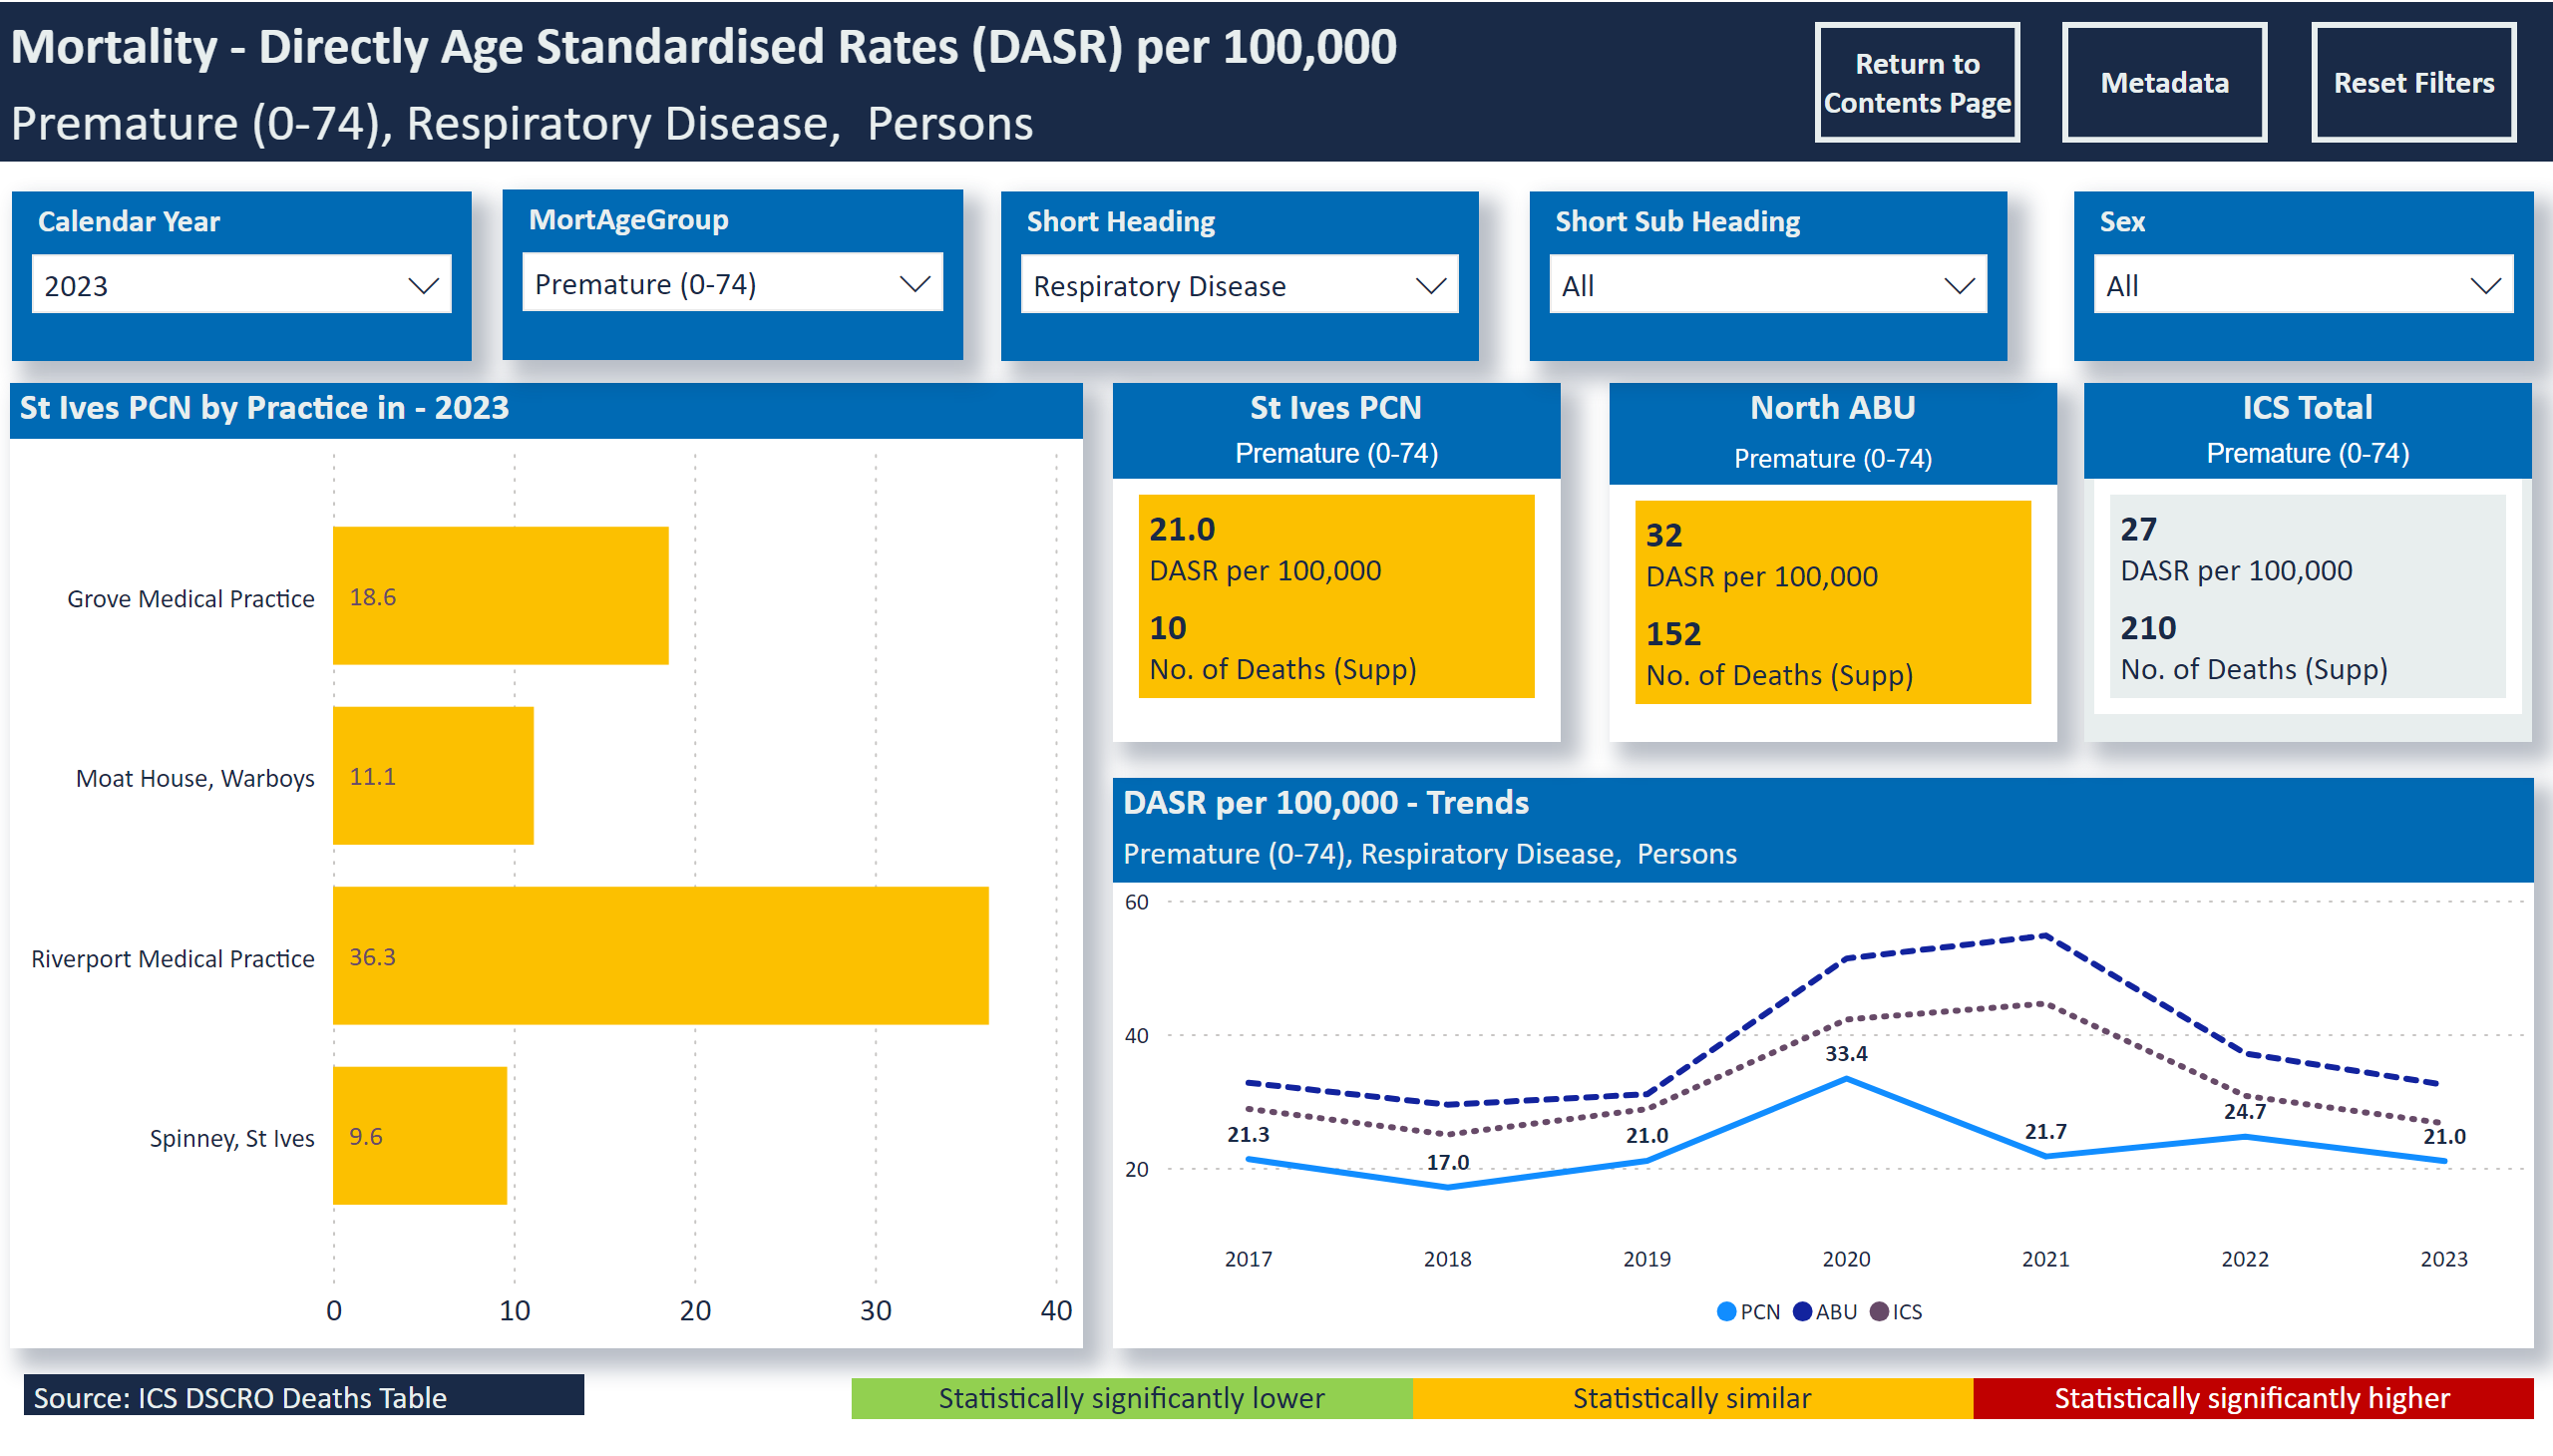 Mortality - Directly Age Standardised Rates (DASR) per 100,000
Premature (0-74), Respiratory Disease,  Persons
Return to
Contents Page
Metadata
Reset Filters
Calendar Year
2023
MortAgeGroup
Premature (0-74)
Short Heading
Respiratory Disease
Short Sub Heading
All
Sex
All
St Ives PCN by Practice in - 2023
Grove Medical Practice
18.6
Moat House, Warboys
11.1
Riverport Medical Practice
36.3
Spinney, St Ives
9.6
0 10 20 30 40
St Ives PCN
Premature (0-74)
21.0
DASR per 100,000
10
No. of Deaths (Supp)
North ABU
Premature (0-74)
32
DASR per 100,000
152
No. of Deaths (Supp)
ICS Total
Premature (0-74)
27
DASR per 100,000
210
No. of Deaths (Supp)
DASR per 100,000 - Trends
Premature (0-74), Respiratory Disease,  Persons
60
40
20
21.3
17.0
21.0
33.4
21.7
24.7
21.0
2017 2018 2019 2020 2021 2022 2023
PCN ABU ICS
Source: ICS DSCRO Deaths Table
Statistically significantly lower
Statistically similar
Statistically significantly higher